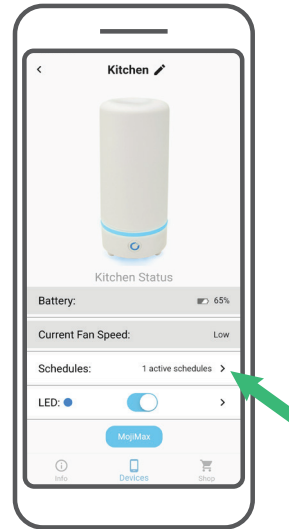 Kitchen
Kitchen Status
Battery: 65%
Current Fan Speed: Low
Schedules: 1 active schedules
LED:
MojiMax
Info Devices Shop